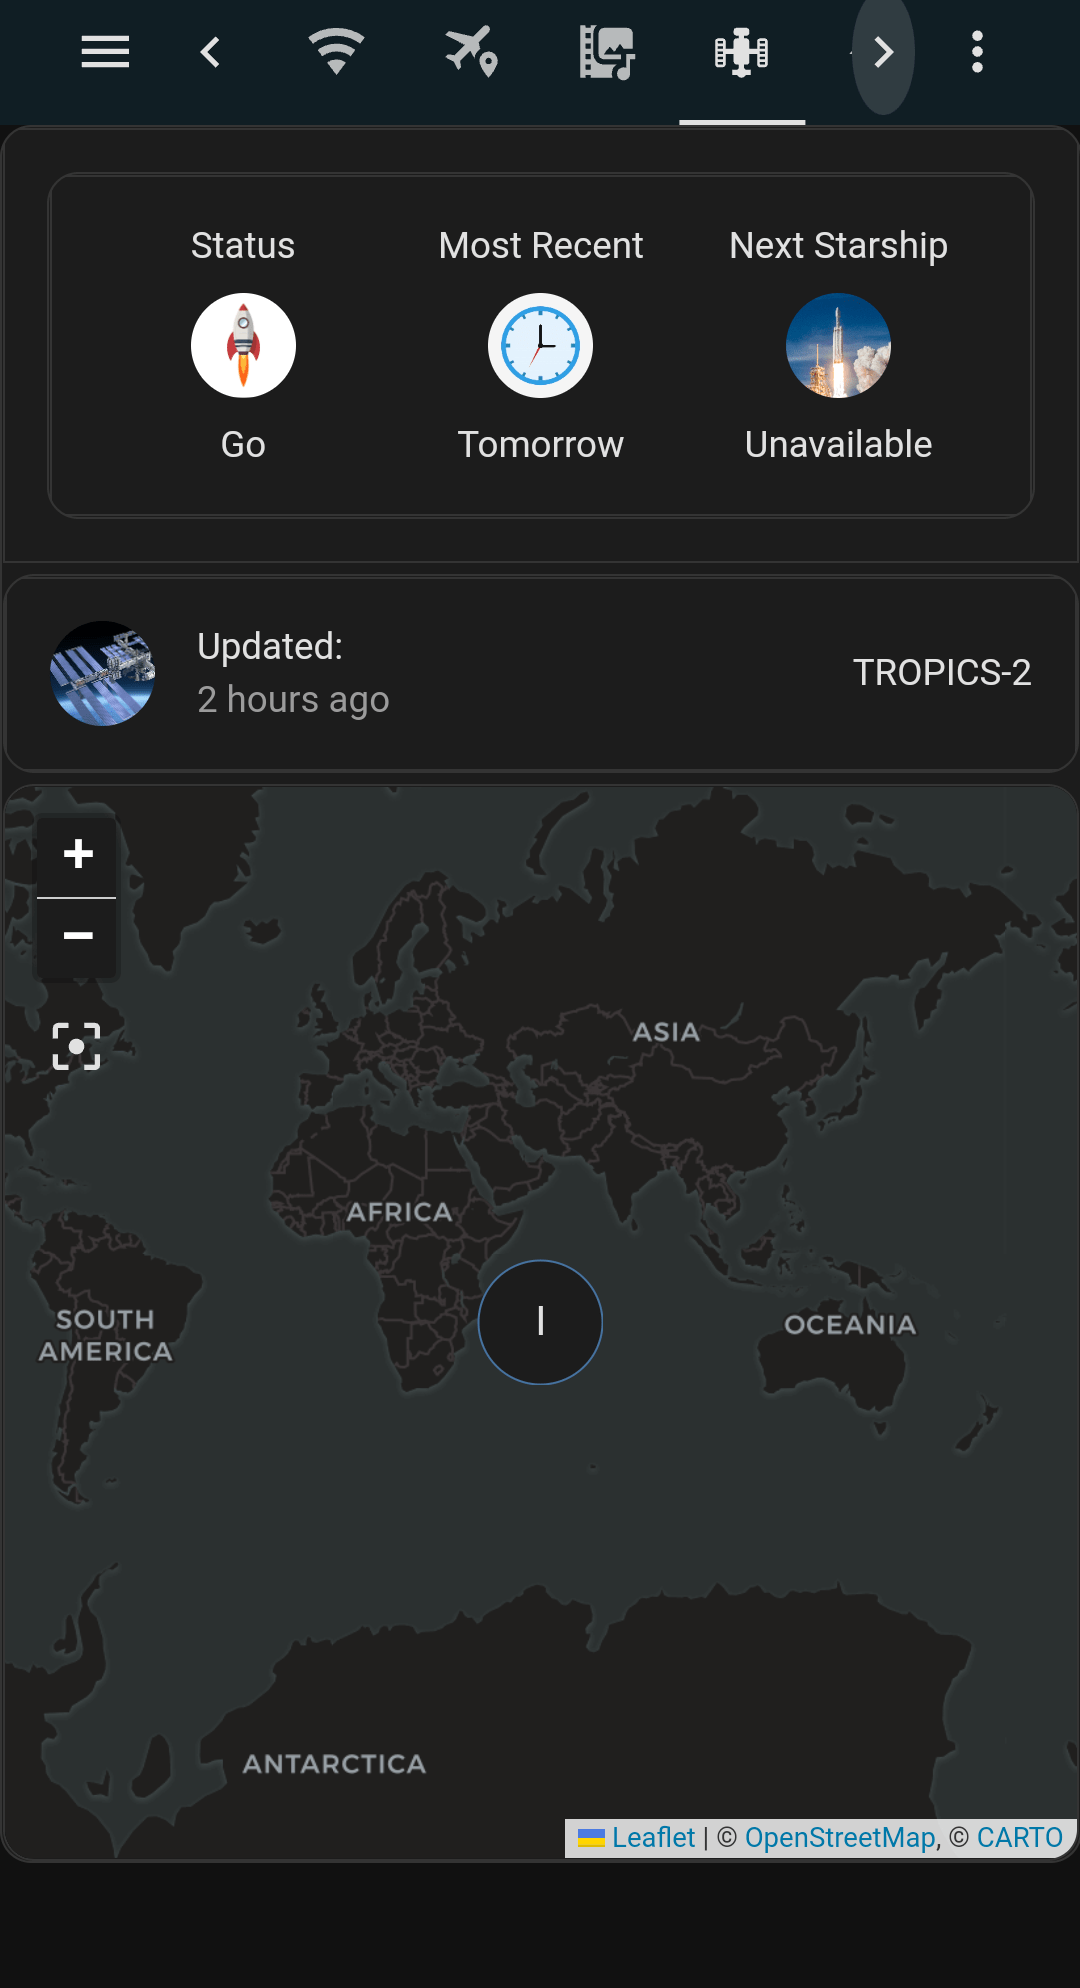 Status
Most Recent
Next Starship
Go
Tomorrow
Unavailable
Updated:
2 hours ago
TROPICS-2
+
−
ASIA
AFRICA
I
SOUTH
AMERICA
OCEANIA
ANTARCTICA
Leaflet | © OpenStreetMap, © CARTO